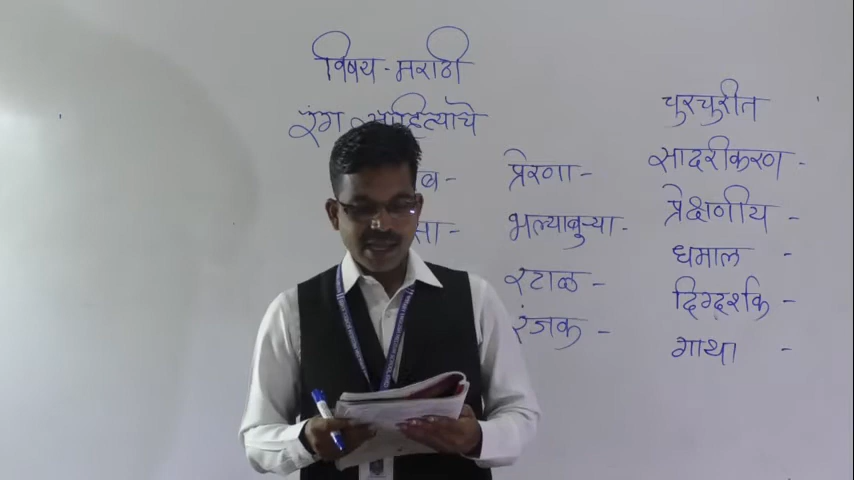 विषय - मराठी
रंग साहित्याचे
प्रेरणा -
भल्याबुऱ्या -
रटाळ -
रंजक -
चुरचुरीत
सादरीकरण -
प्रेक्षणीय -
धमाल -
दिग्दर्शक -
गाथा -